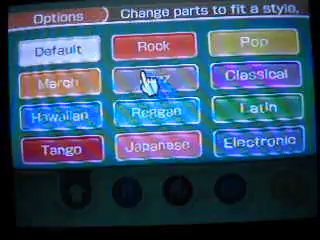 Options
Change parts to fit a style.
Default
Rock
Pop
March
Classical
Hawaiian
Reggae
Latin
Tango
Japanese
Electronic